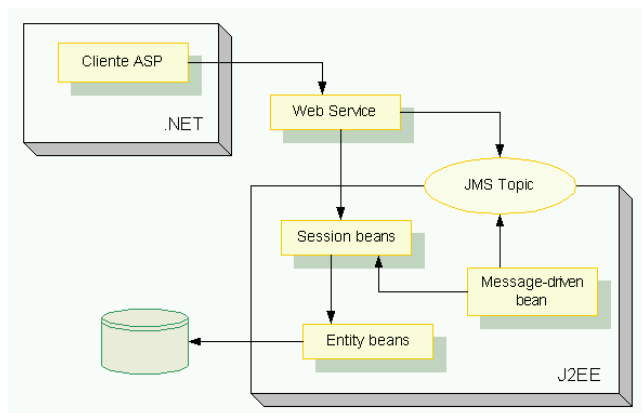 Cliente ASP
.NET
Web Service
JMS Topic
Session beans
Message-driven
bean
Entity beans
J2EE